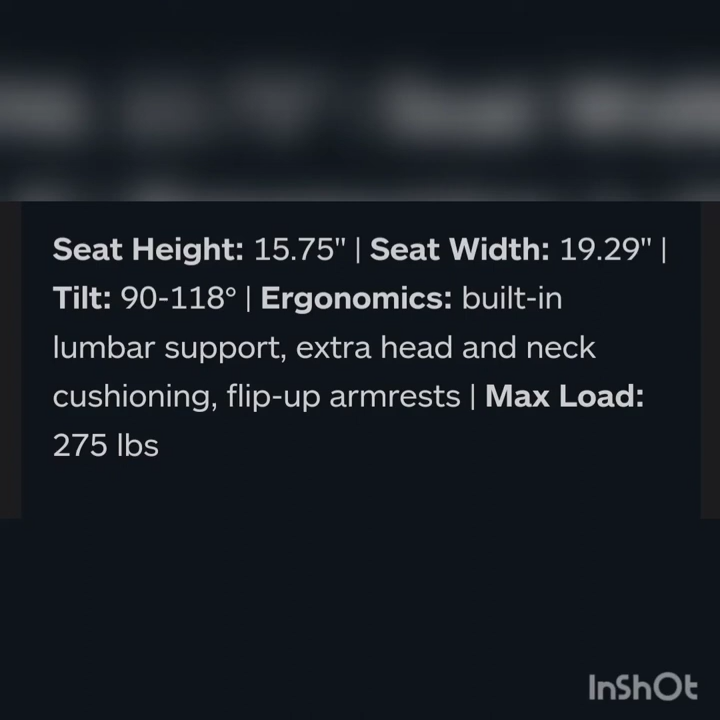 Seat Height: 15.75" | Seat Width: 19.29" |
Tilt: 90-118° | Ergonomics: built-in
lumbar support, extra head and neck
cushioning, flip-up armrests | Max Load:
275 lbs
InShOt